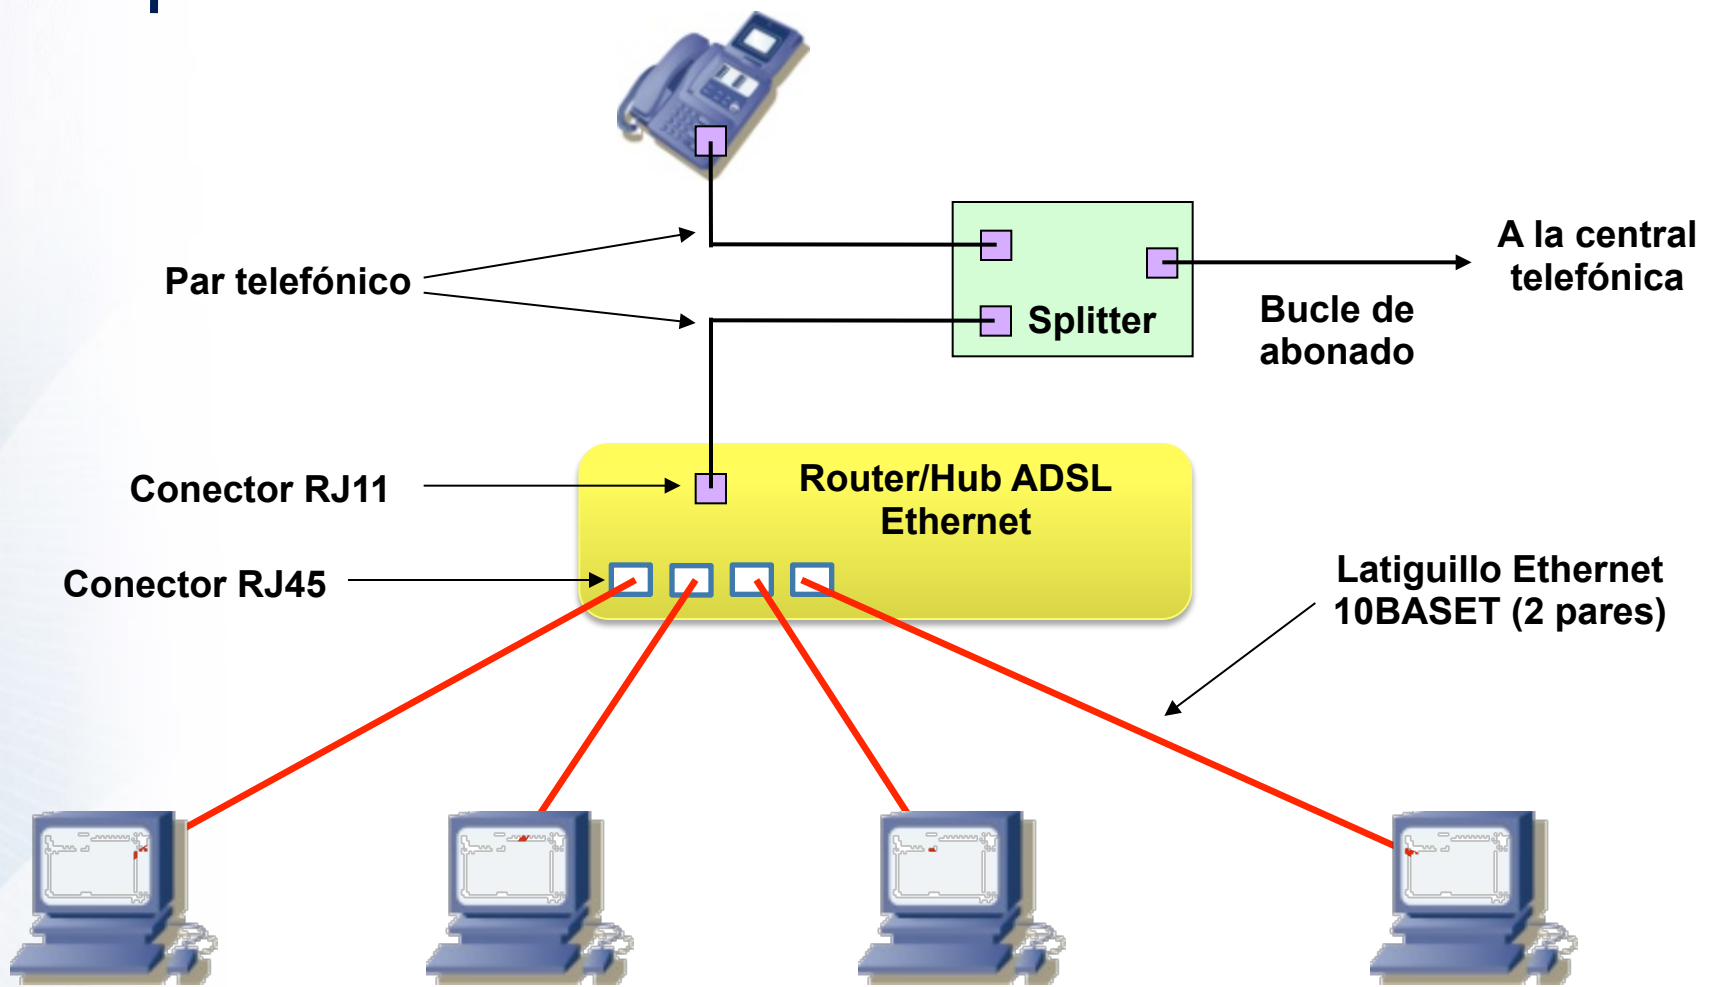 A la central
telefónica
Par telefónico
Splitter
Bucle de
abonado
Conector RJ11
Router/Hub ADSL
Ethernet
Conector RJ45
Latiguillo Ethernet
10BASET (2 pares)